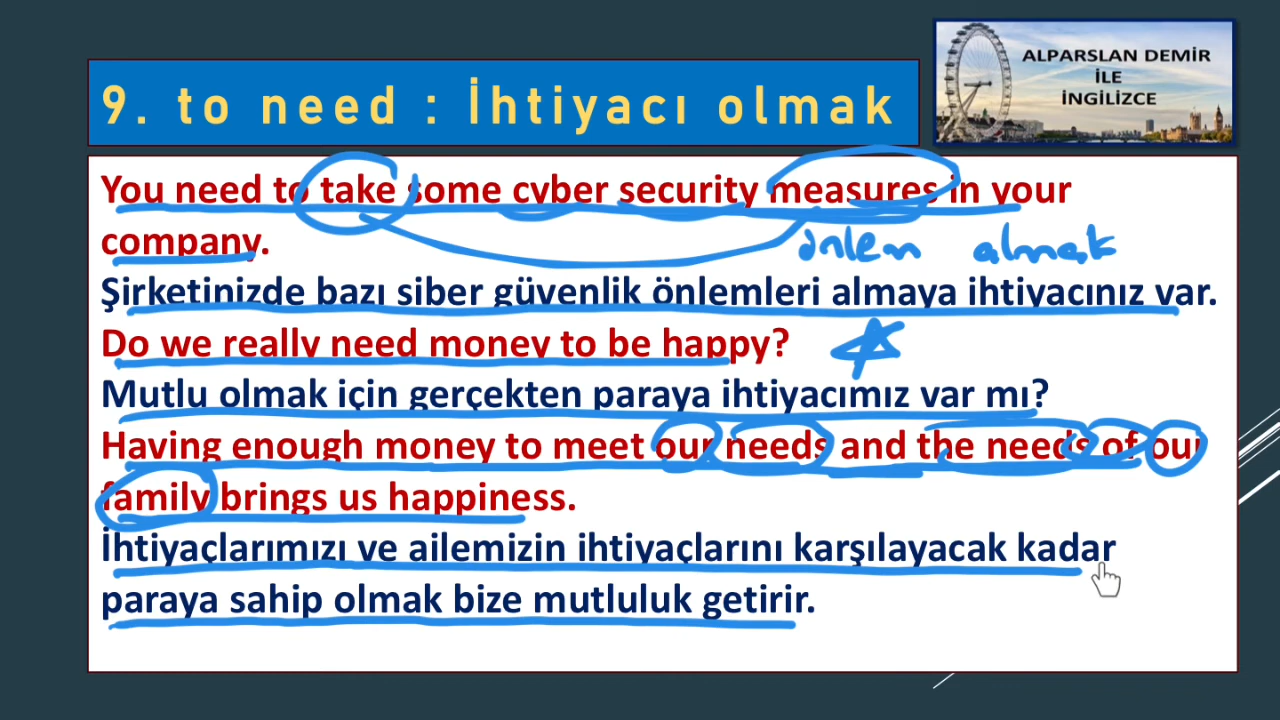 ALPARSLAN DEMİR
İLE
İNGİLİZCE
9. to need : İhtiyacı olmak
You need to take some cyber security measures in your
company.
önlem almak
Şirketinizde bazı siber güvenlik önlemleri almaya ihtiyacınız var.
Do we really need money to be happy?
Mutlu olmak için gerçekten paraya ihtiyacımız var mı?
Having enough money to meet our needs and the needs of our
family brings us happiness.
İhtiyaçlarımızı ve ailemizin ihtiyaçlarını karşılayacak kadar
paraya sahip olmak bize mutluluk getirir.